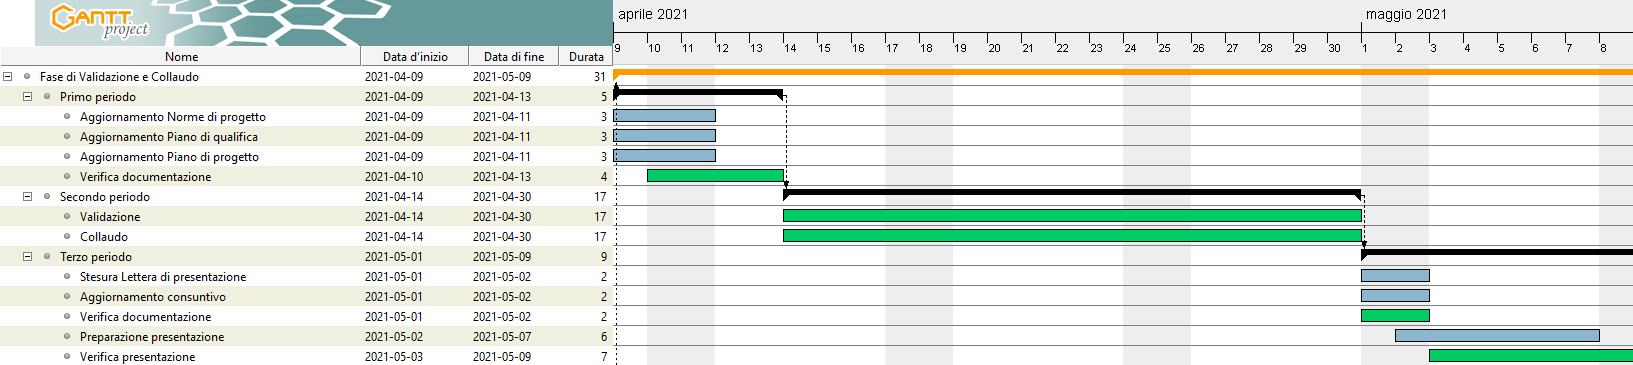 GANTT
project
aprile 2021 maggio 2021
Nome Data d'inizio Data di fine Durata
9 10 11 12 13 14 15 16 17 18 19 20 21 22 23 24 25 26 27 28 29 30 1 2 3 4 5 6 7 8
Fase di Validazione e Collaudo 2021-04-09 2021-05-09 31
Primo periodo 2021-04-09 2021-04-13 5
Aggiornamento Norme di progetto 2021-04-09 2021-04-11 3
Aggiornamento Piano di qualifica 2021-04-09 2021-04-11 3
Aggiornamento Piano di progetto 2021-04-09 2021-04-11 3
Verifica documentazione 2021-04-10 2021-04-13 4
Secondo periodo 2021-04-14 2021-04-30 17
Validazione 2021-04-14 2021-04-30 17
Collaudo 2021-04-14 2021-04-30 17
Terzo periodo 2021-05-01 2021-05-09 9
Stesura Lettera di presentazione 2021-05-01 2021-05-02 2
Aggiornamento consuntivo 2021-05-01 2021-05-02 2
Verifica documentazione 2021-05-01 2021-05-02 2
Preparazione presentazione 2021-05-02 2021-05-07 6
Verifica presentazione 2021-05-03 2021-05-09 7